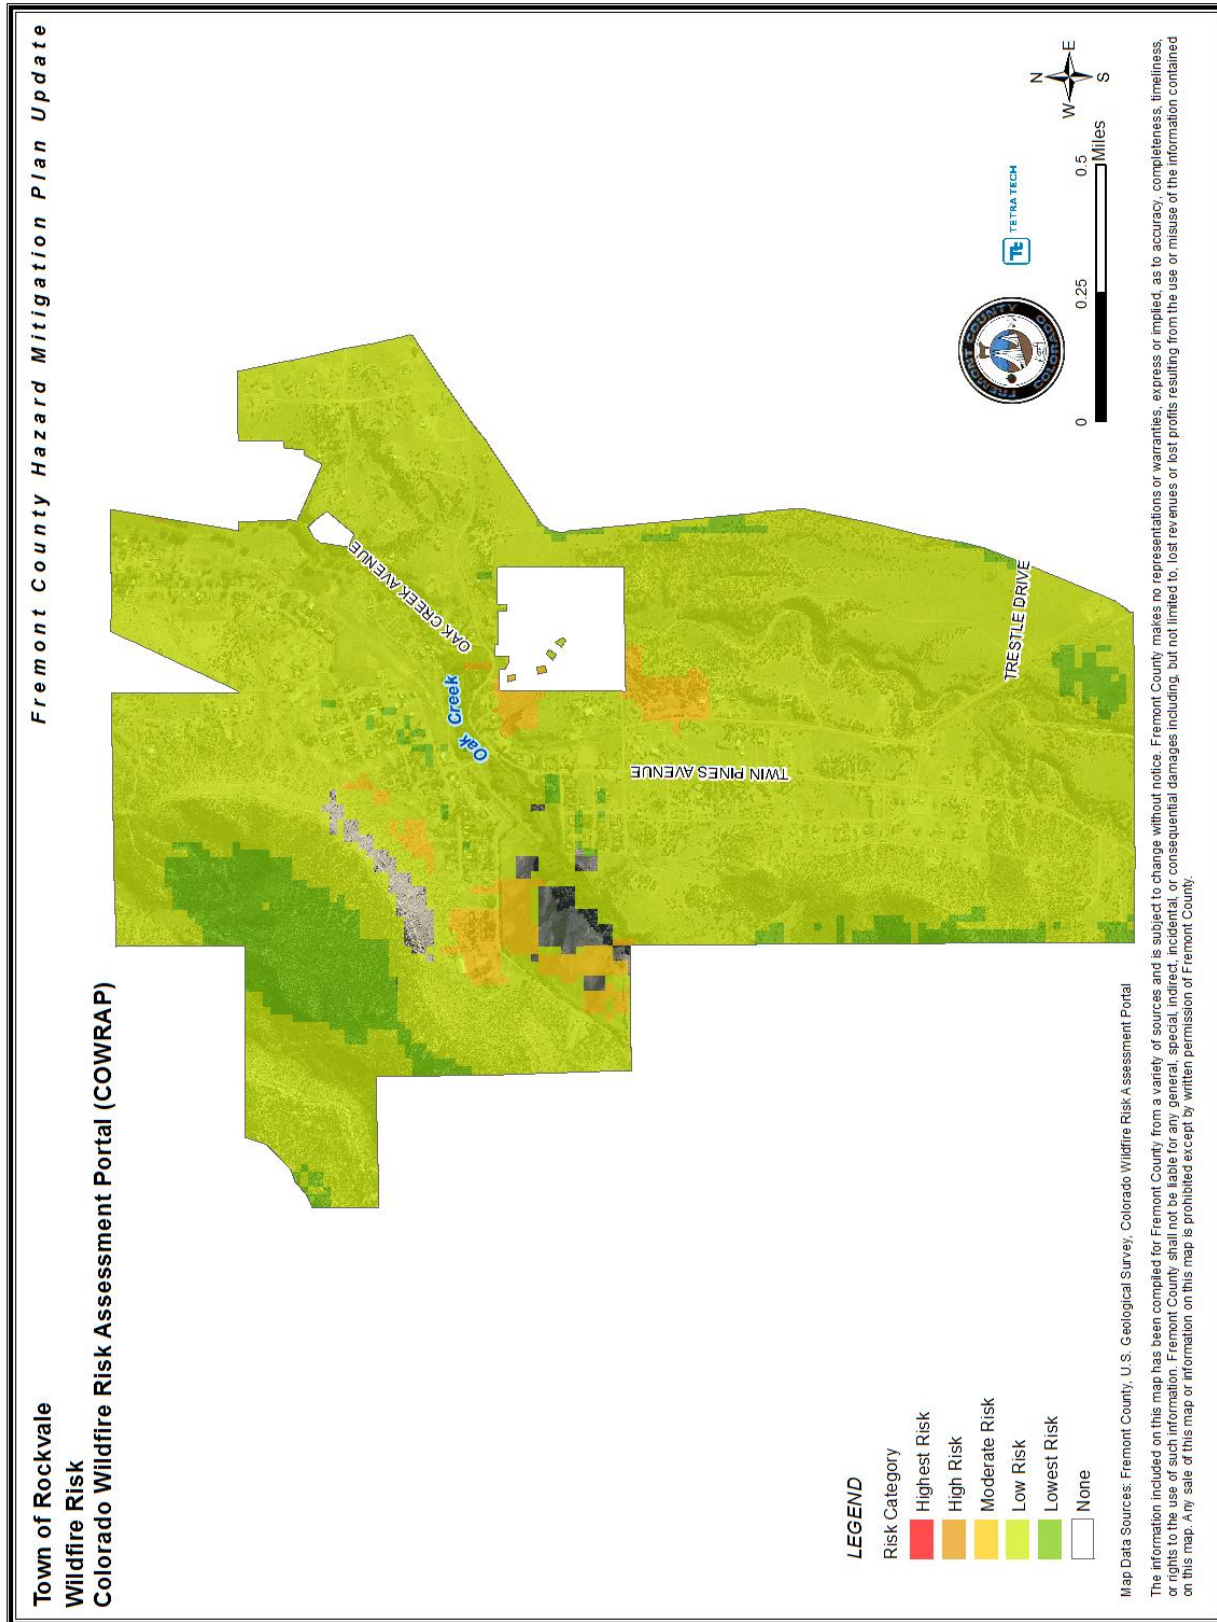 Fremont County Hazard Mitigation Plan Update
Town of Rockvale
Wildfire Risk
Colorado Wildfire Risk Assessment Portal (COWRAP)
OAK CREEK AVENUE
Oak Creek
TWIN PINES AVENUE
TRESTLE DRIVE
LEGEND
Risk Category
Highest Risk
High Risk
Moderate Risk
Low Risk
Lowest Risk
None
FREMONT COUNTY
COLORADO
Tt TETRA TECH
0 0.25 0.5
Miles
N
W E
S
Map Data Sources: Fremont County, U.S. Geological Survey, Colorado Wildfire Risk Assessment Portal
The information included on this map has been compiled for Fremont County from a variety of sources and is subject to change without notice. Fremont County makes no representations or warranties, express or implied, as to accuracy, completeness, timeliness,
or rights to the use of such information. Fremont County shall not be liable for any general, special, indirect, incidental, or consequential damages including, but not limited to, lost revenues or lost profits resulting from the use or misuse of the information contained
on this map. Any sale of this map or information on this map is prohibited except by written permission of Fremont County.